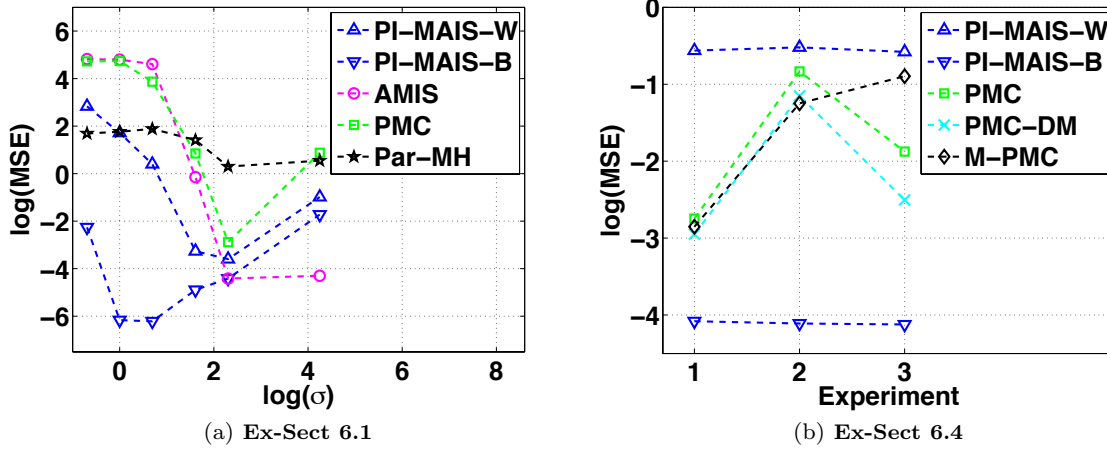 6
4
2
0
−2
−4
−6
log(MSE)
PI−MAIS−W
PI−MAIS−B
AMIS
PMC
Par−MH
0 2 4 6 8
log(σ)
(a) Ex-Sect 6.1
0
−1
−2
−3
−4
log(MSE)
PI−MAIS−W
PI−MAIS−B
PMC
PMC−DM
M−PMC
1 2 3
Experiment
(b) Ex-Sect 6.4